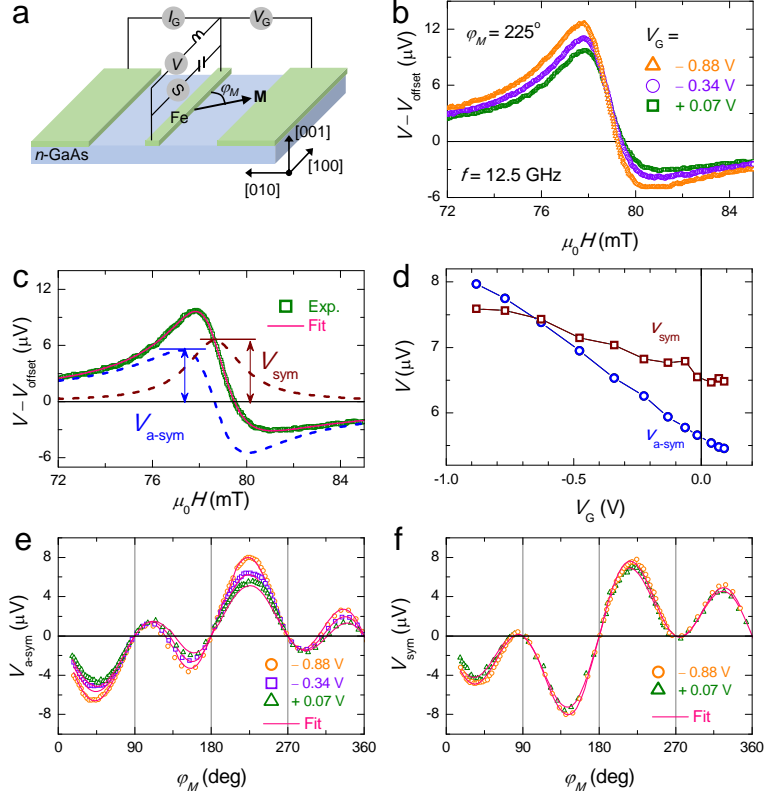 a
I_G
V_G
V
S
φ_M
M
Fe
n-GaAs
[001]
[100]
[010]
b
φ_M = 225°
V_G =
− 0.88 V
− 0.34 V
+ 0.07 V
f = 12.5 GHz
V − V_offset (μV)
12
6
0
-6
72 76 80 84
μ₀H (mT)
c
Exp.
Fit
V_sym
V_a-sym
V − V_offset (μV)
12
6
0
-6
72 76 80 84
μ₀H (mT)
d
V_sym
V_a-sym
V (μV)
8
7
6
-1.0 -0.5 0.0
V_G (V)
e
V_a-sym (μV)
8
4
0
-4
-8
− 0.88 V
− 0.34 V
+ 0.07 V
Fit
0 90 180 270 360
φ_M (deg)
f
V_sym (μV)
8
4
0
-4
-8
− 0.88 V
+ 0.07 V
Fit
0 90 180 270 360
φ_M (deg)